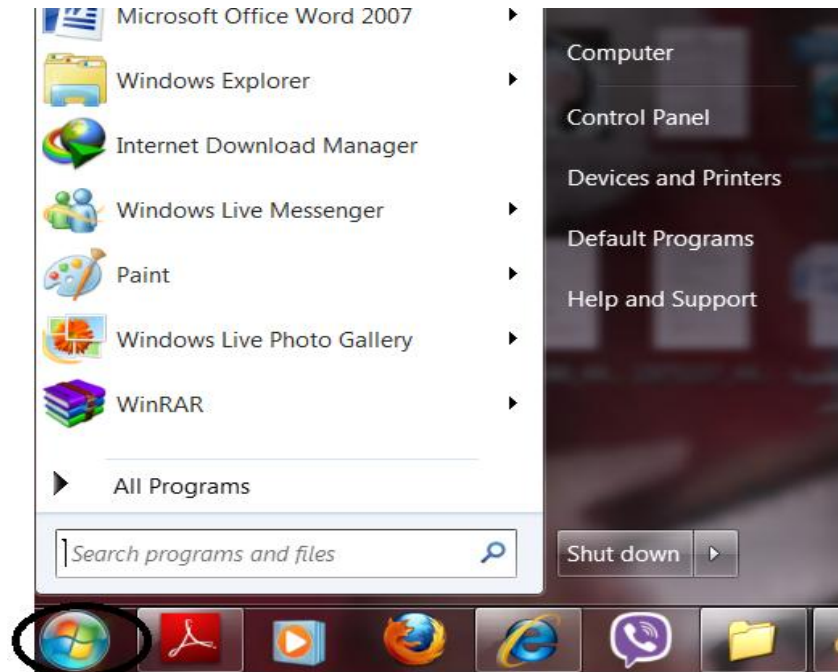 Microsoft Office Word 2007
Windows Explorer
Internet Download Manager
Windows Live Messenger
Paint
Windows Live Photo Gallery
WinRAR
All Programs
Search programs and files
Computer
Control Panel
Devices and Printers
Default Programs
Help and Support
Shut down